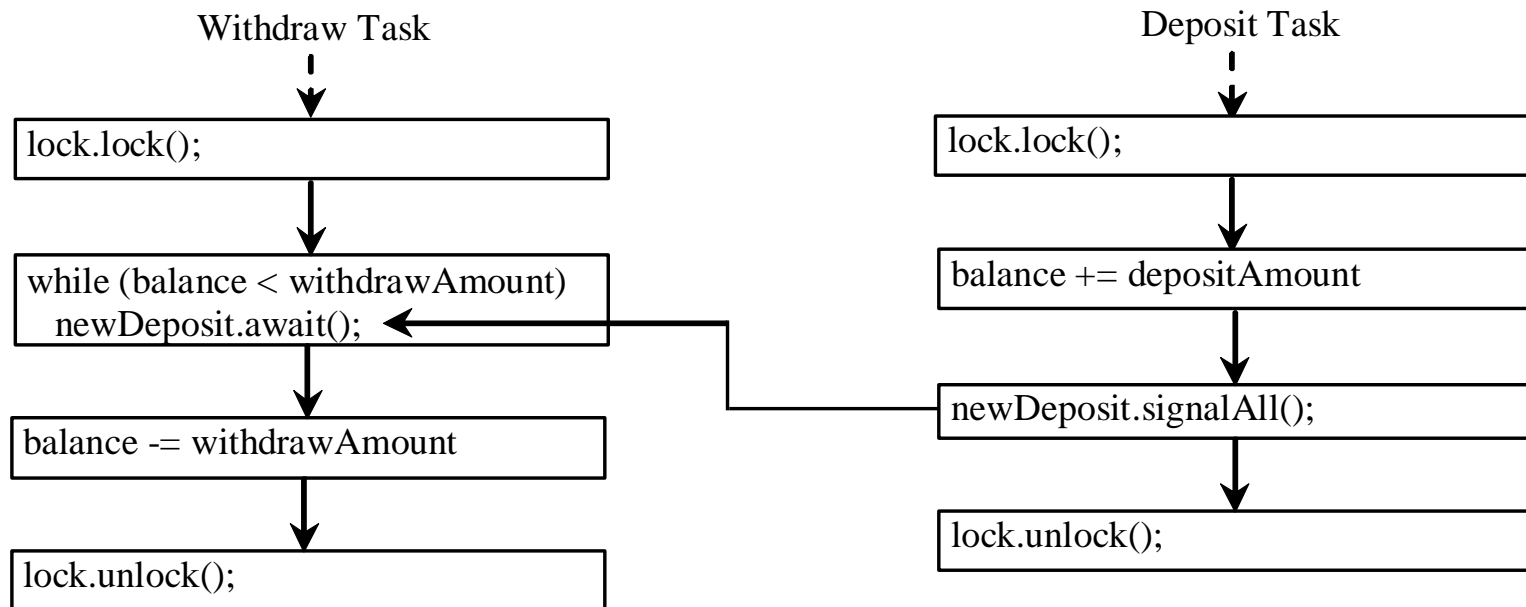 Withdraw Task
lock.lock();
while (balance < withdrawAmount)
newDeposit.await();
balance -= withdrawAmount
lock.unlock();
Deposit Task
lock.lock();
balance += depositAmount
newDeposit.signalAll();
lock.unlock();